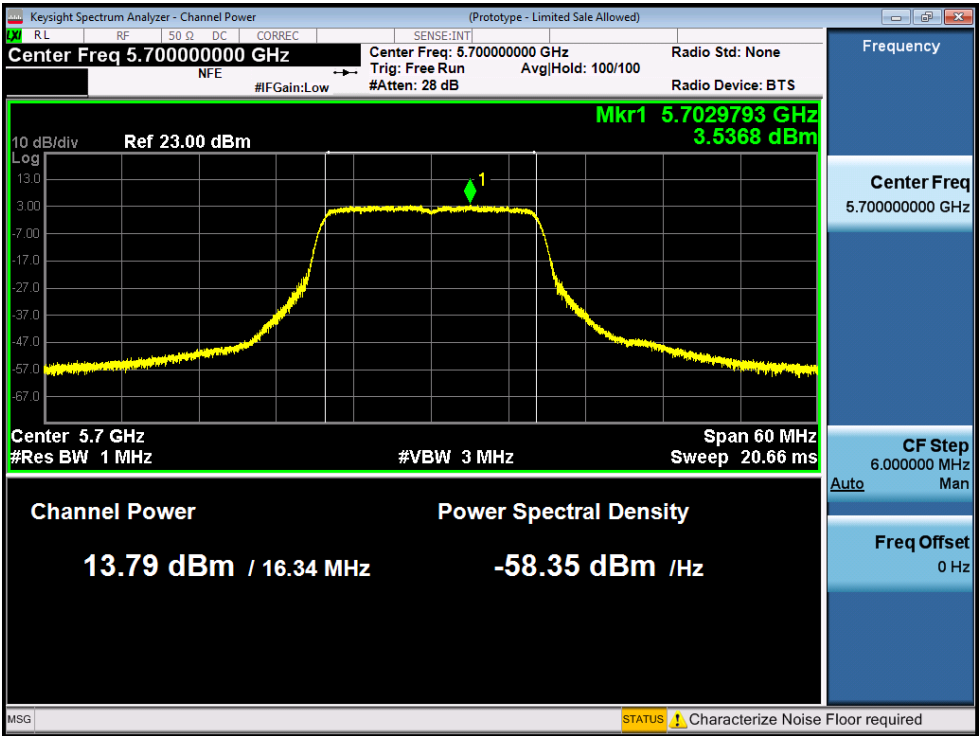 Keysight Spectrum Analyzer - Channel Power (Prototype - Limited Sale Allowed)
LXI RL RF 50 Ω DC CORREC SENSE:INT
Center Freq 5.700000000 GHz
NFE
#IFGain:Low
Center Freq: 5.700000000 GHz
Trig: Free Run Avg|Hold: 100/100
#Atten: 28 dB
Radio Std: None
Radio Device: BTS
Mkr1 5.7029793 GHz
3.5368 dBm
10 dB/div Ref 23.00 dBm
Log
13.0
3.00
-7.00
-17.0
-27.0
-37.0
-47.0
-57.0
-67.0
1
Center 5.7 GHz Span 60 MHz
#Res BW 1 MHz #VBW 3 MHz Sweep 20.66 ms
Channel Power
13.79 dBm / 16.34 MHz
Power Spectral Density
-58.35 dBm /Hz
Frequency
Center Freq
5.700000000 GHz
CF Step
6.000000 MHz
Auto Man
Freq Offset
0 Hz
MSG STATUS Characterize Noise Floor required